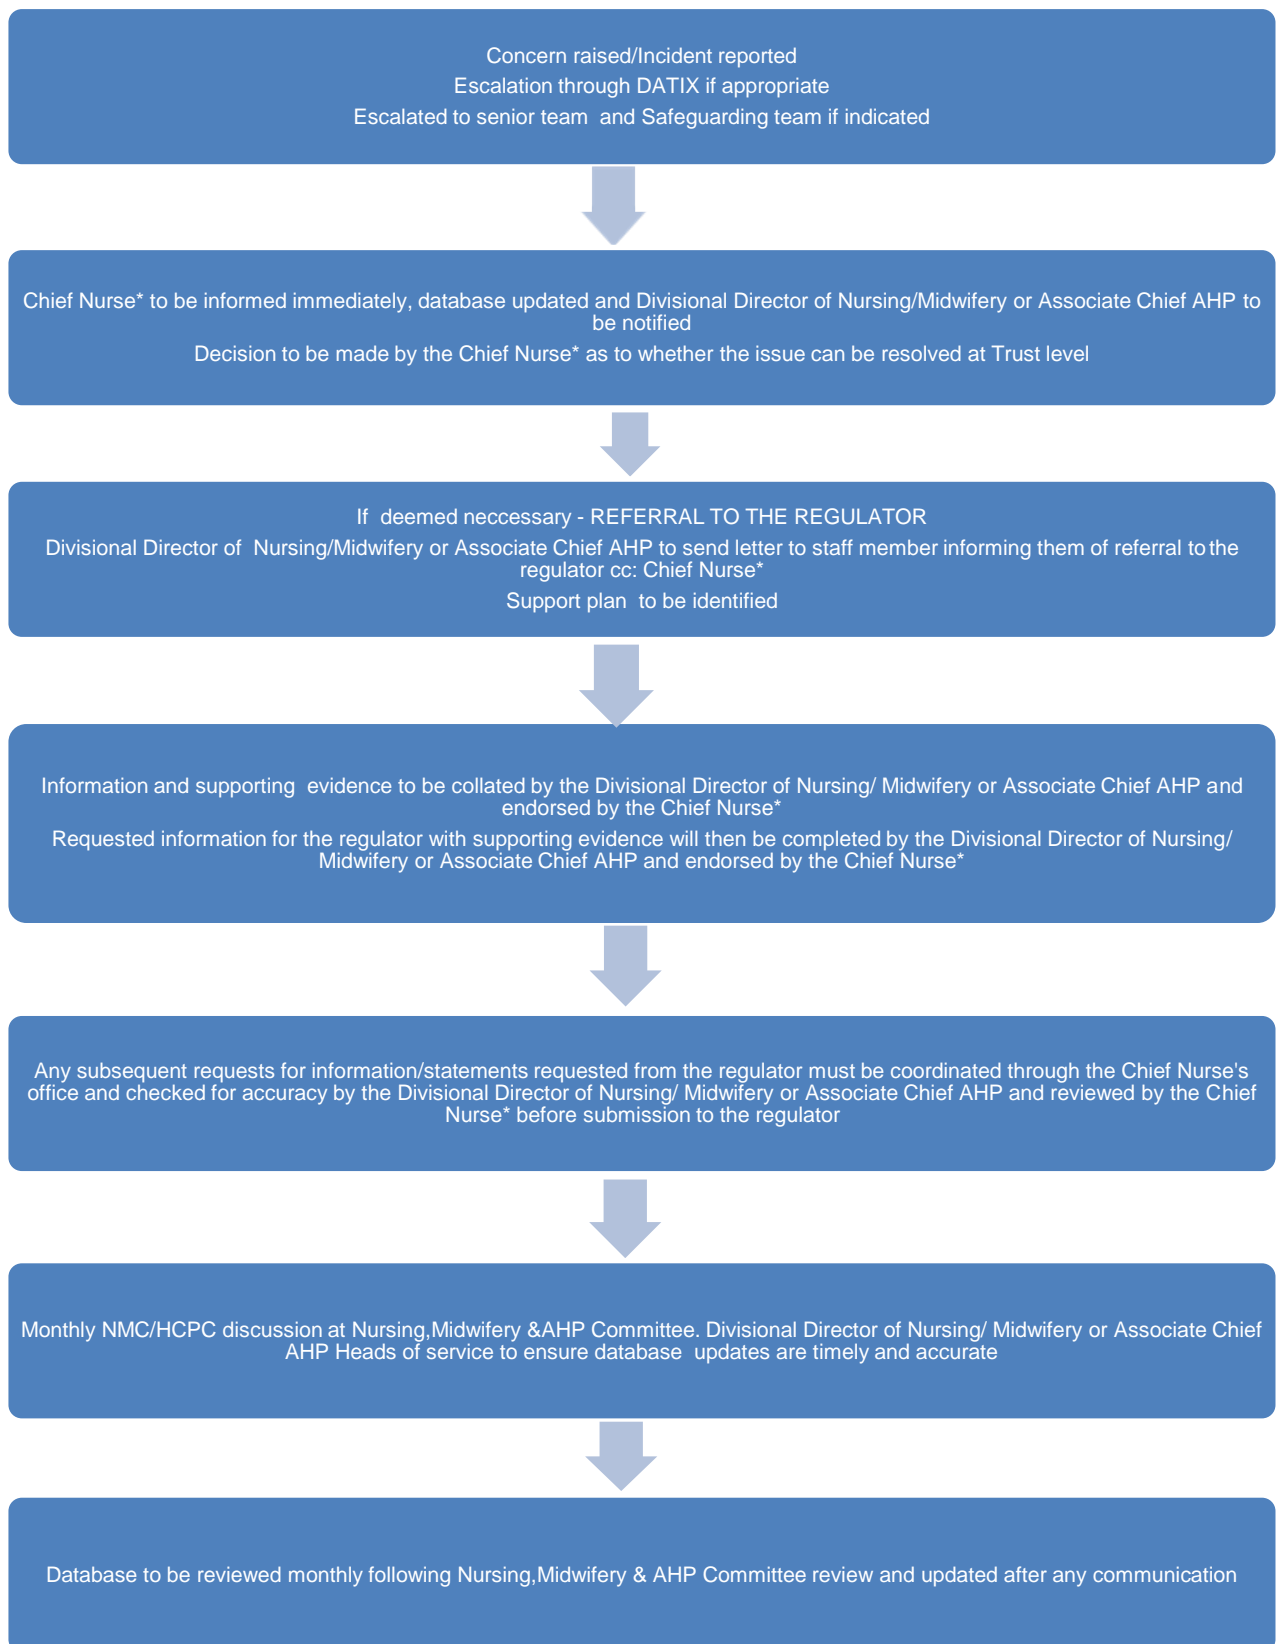 Concern raised/Incident reported
Escalation through DATIX if appropriate
Escalated to senior team and Safeguarding team if indicated
Chief Nurse* to be informed immediately, database updated and Divisional Director of Nursing/Midwifery or Associate Chief AHP to
be notified
Decision to be made by the Chief Nurse* as to whether the issue can be resolved at Trust level
If deemed neccessary - REFERRAL TO THE REGULATOR
Divisional Director of Nursing/Midwifery or Associate Chief AHP to send letter to staff member informing them of referral to the
regulator cc: Chief Nurse*
Support plan to be identified
Information and supporting evidence to be collated by the Divisional Director of Nursing/ Midwifery or Associate Chief AHP and
endorsed by the Chief Nurse*
Requested information for the regulator with supporting evidence will then be completed by the Divisional Director of Nursing/
Midwifery or Associate Chief AHP and endorsed by the Chief Nurse*
Any subsequent requests for information/statements requested from the regulator must be coordinated through the Chief Nurse's
office and checked for accuracy by the Divisional Director of Nursing/ Midwifery or Associate Chief AHP and reviewed by the Chief
Nurse* before submission to the regulator
Monthly NMC/HCPC discussion at Nursing,Midwifery &AHP Committee. Divisional Director of Nursing/ Midwifery or Associate Chief
AHP Heads of service to ensure database updates are timely and accurate
Database to be reviewed monthly following Nursing,Midwifery & AHP Committee review and updated after any communication